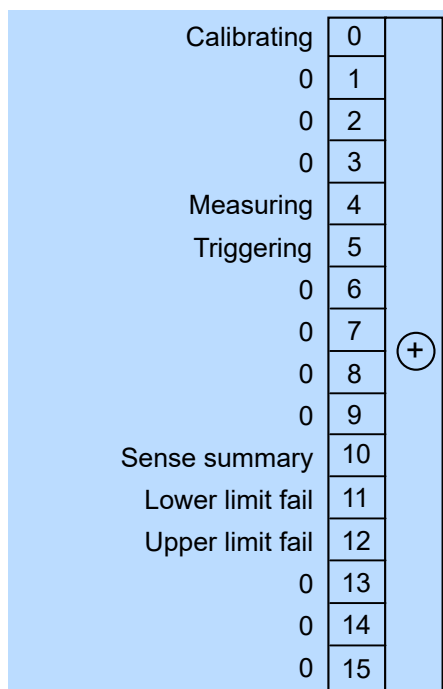 Calibrating 0
0 1
0 2
0 3
Measuring 4
Triggering 5
0 6
0 7
+
0 8
0 9
Sense summary 10
Lower limit fail 11
Upper limit fail 12
0 13
0 14
0 15